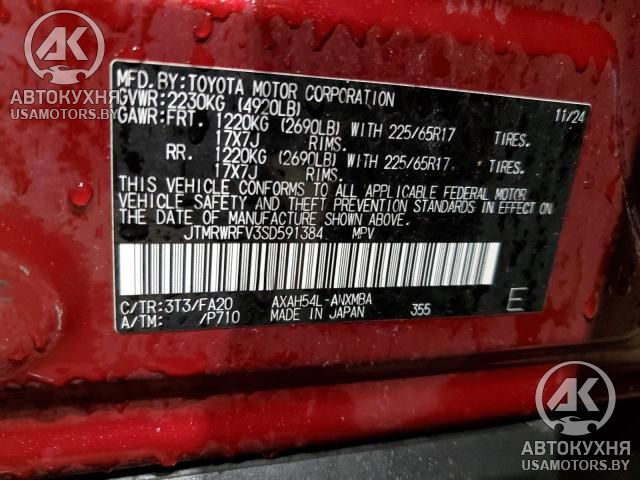 АК
АВТОКУХНЯ
USAMOTORS.BY
MFD.BY:TOYOTA MOTOR CORPORATION
GVWR:2230KG (4920LB) 11/24
GAWR:FRT. 1220KG (2690LB) WITH 225/65R17 TIRES.
17X7J RIMS.
RR. 1220KG (2690LB) WITH 225/65R17 TIRES.
17X7J RIMS.
THIS VEHICLE CONFORMS TO ALL APPLICABLE FEDERAL MOTOR
VEHICLE SAFETY AND THEFT PREVENTION STANDARDS IN EFFECT ON
THE DATE OF MANUFACTURE SHOWN ABOVE.
JTMRWRFV3SD591384 MPV
C/TR:3T3/FA20 AXAH54L-ANXMBA E
A/TM: /P710 MADE IN JAPAN 355
АК
АВТОКУХНЯ
USAMOTORS.BY